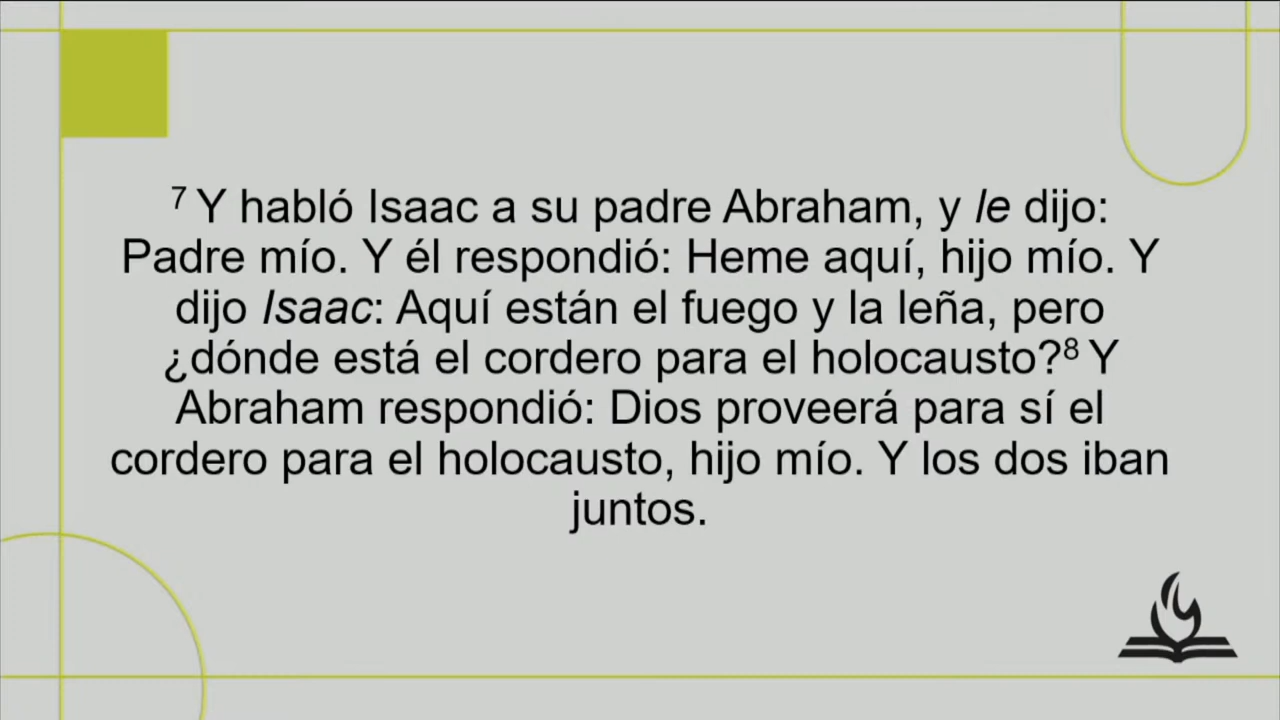 ⁷ Y habló Isaac a su padre Abraham, y le dijo:
Padre mío. Y él respondió: Heme aquí, hijo mío. Y
dijo Isaac: Aquí están el fuego y la leña, pero
¿dónde está el cordero para el holocausto?⁸ Y
Abraham respondió: Dios proveerá para sí el
cordero para el holocausto, hijo mío. Y los dos iban
juntos.